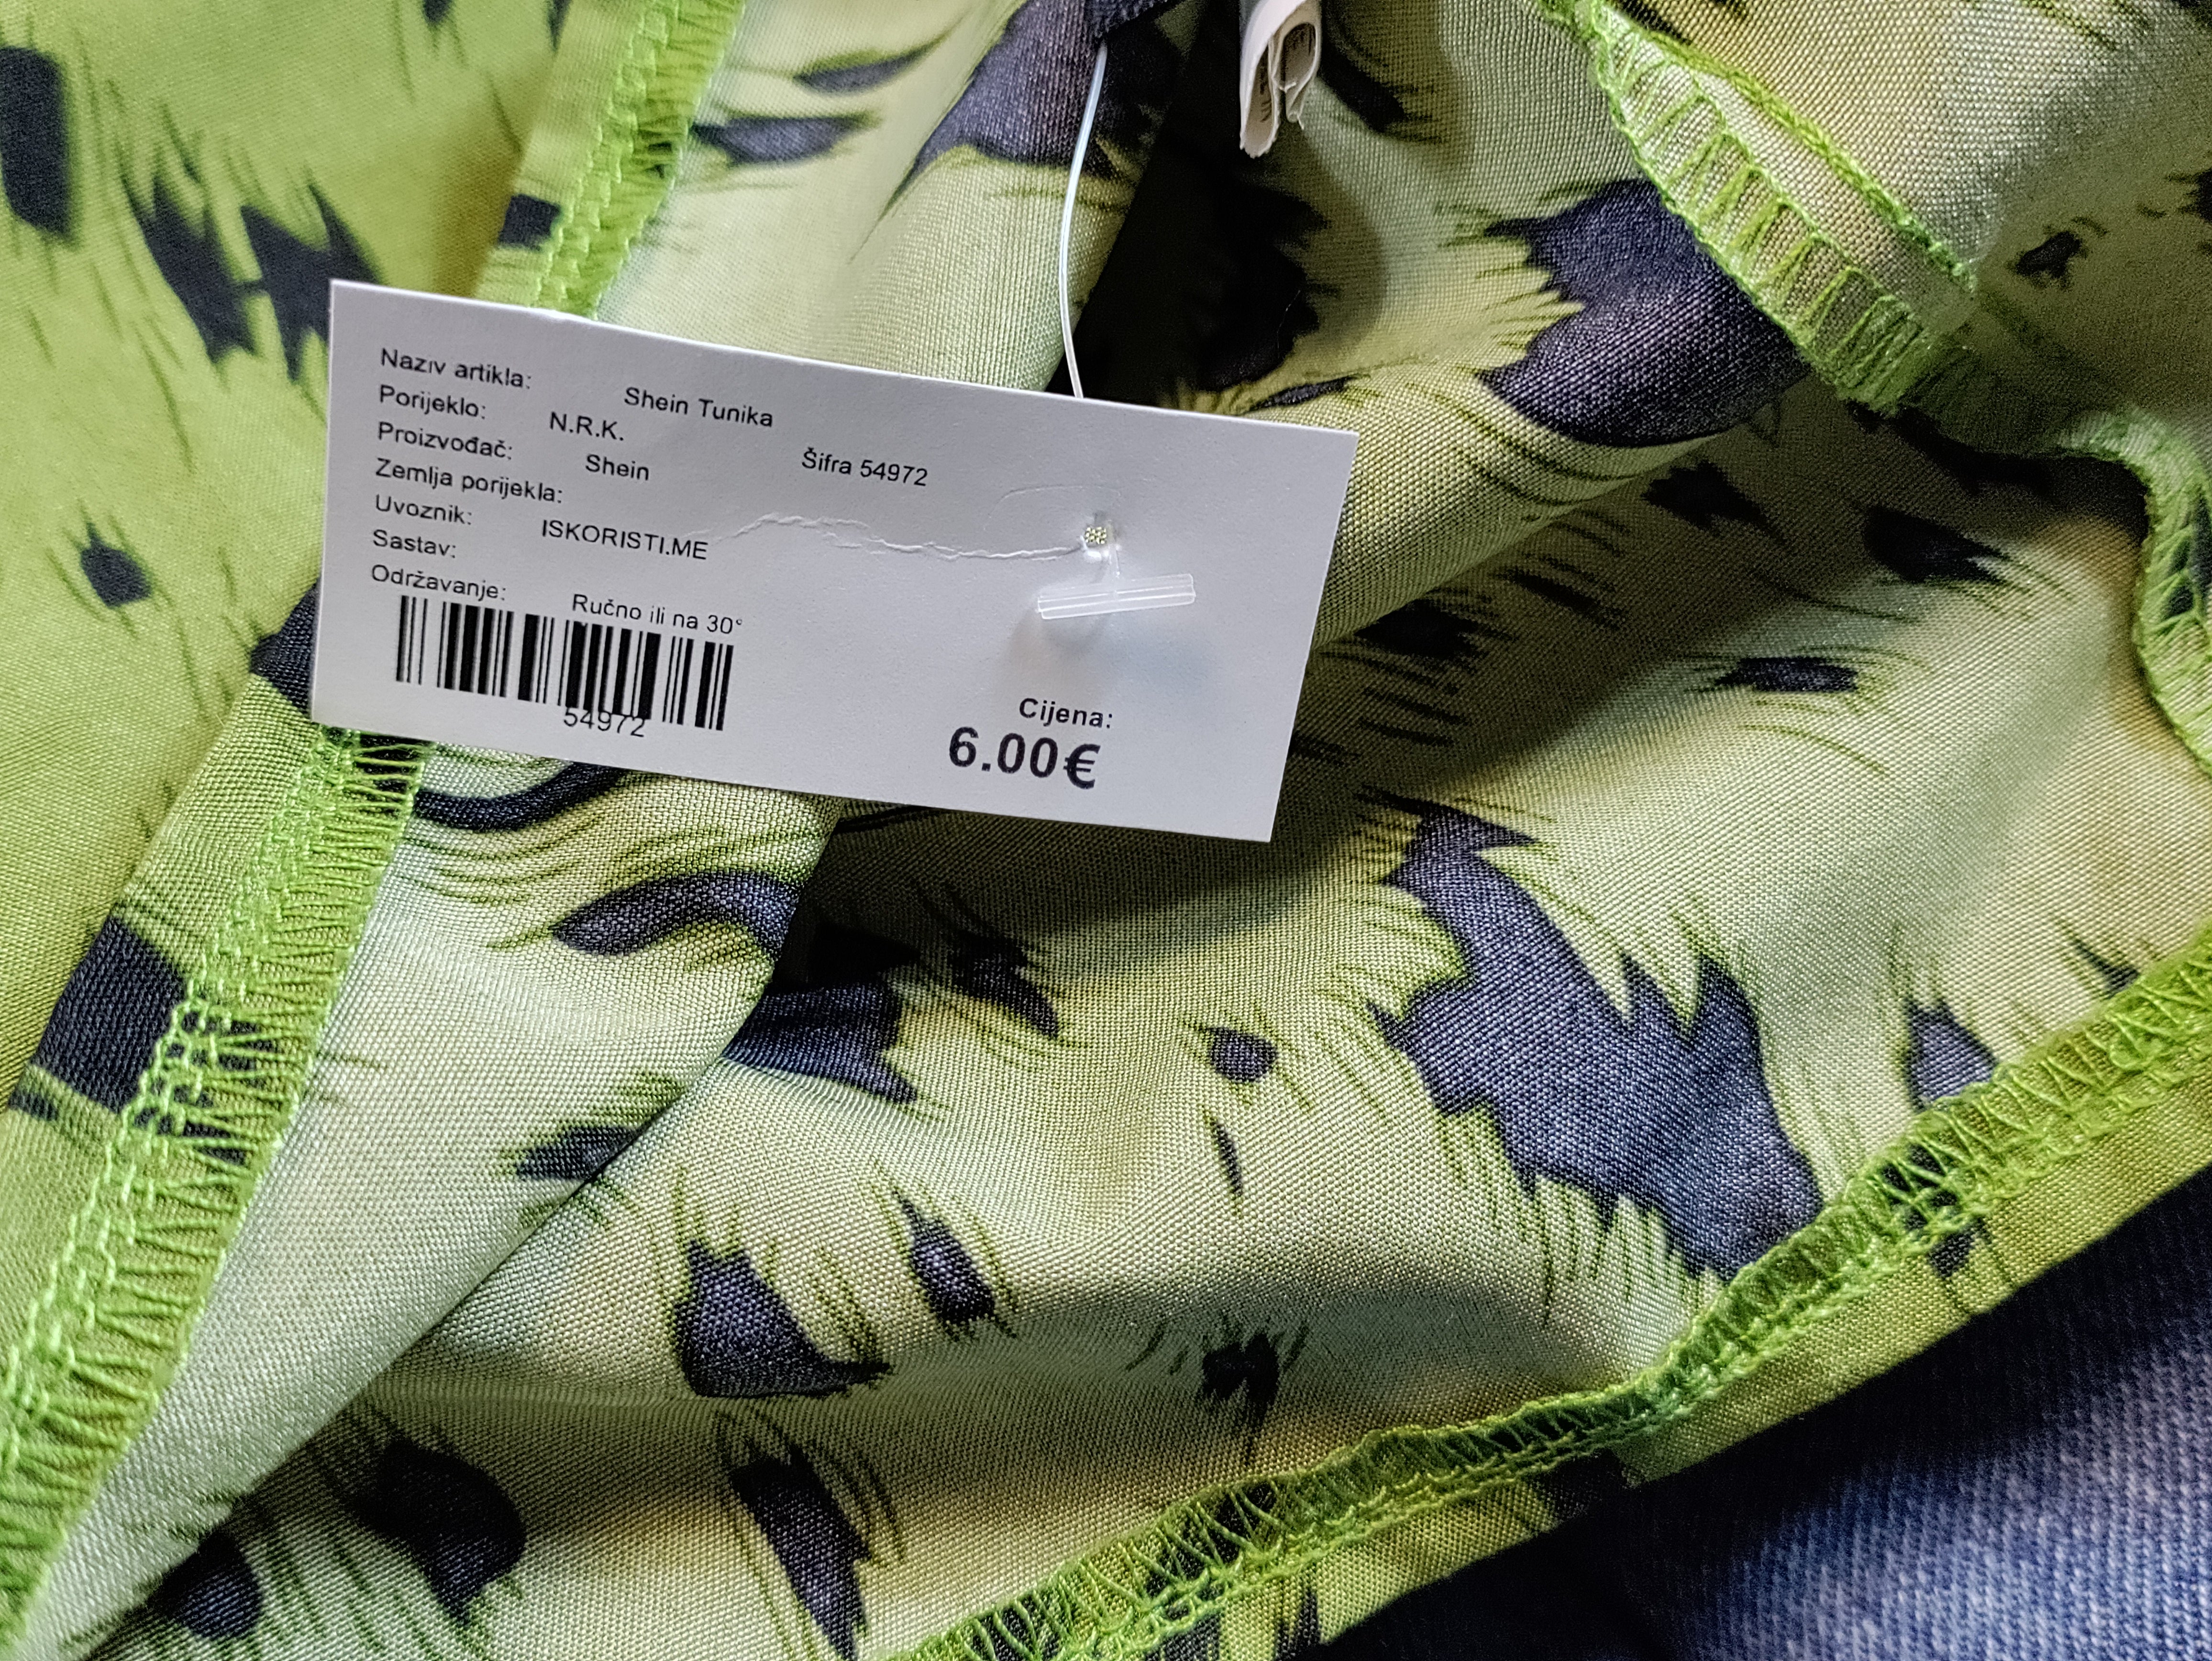 Naziv artikla: Shein Tunika
Porijeklo: N.R.K.
Proizvođač: Shein Šifra 54972
Zemlja porijekla:
Uvoznik: ISKORISTI.ME
Sastav:
Održavanje: Ručno ili na 30°
54972
Cijena:
6.00€